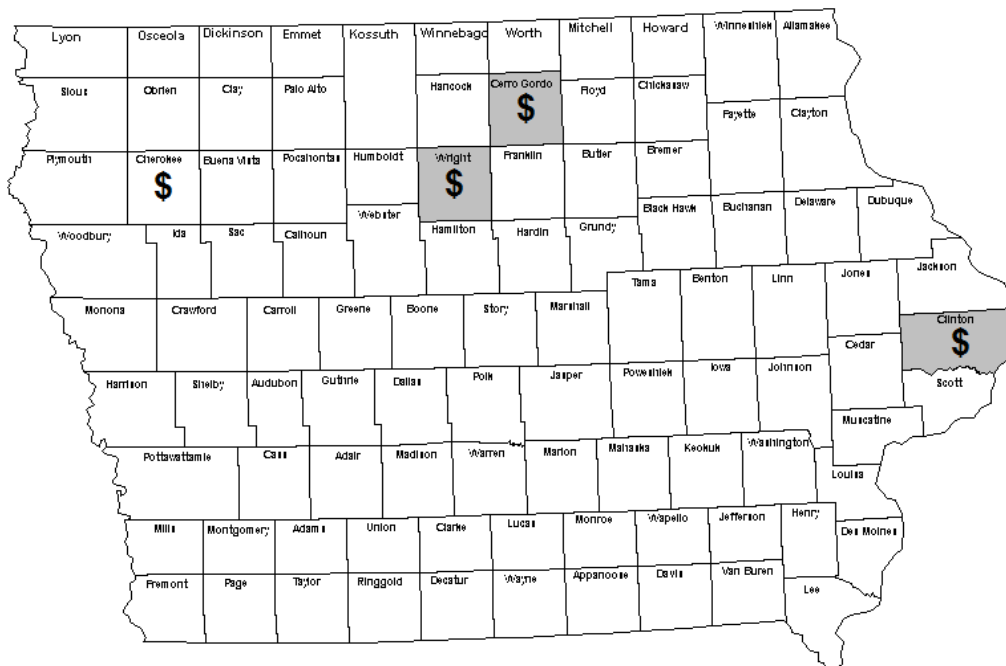 Lyon Osceola Dickinson Emmet Kossuth Winnebago Worth Mitchell Howard Winneshiek Allamakee
Sioux Obrien Clay Palo Alto Hancock Cerro Gordo Floyd Chickasaw
$
Fayette Clayton
Plymouth Cherokee Buena Vista Pocahontas Humboldt Wright Franklin Butler Bremer
$ $
Webster Black Hawk Buchanan Delaware Dubuque
Woodbury Ida Sac Calhoun Hamilton Hardin Grundy
Tama Benton Linn Jones Jackson
Monona Crawford Carroll Greene Boone Story Marshall Clinton
$
Cedar
Harrison Shelby Audubon Guthrie Dallas Polk Jasper Poweshiek Iowa Johnson Scott
Muscatine
Pottawattamie Cass Adair Madison Warren Marion Mahaska Keokuk Washington
Louisa
Mills Montgomery Adams Union Clarke Lucas Monroe Wapello Jefferson Henry Des Moines
Fremont Page Taylor Ringgold Decatur Wayne Appanoose Davis Van Buren Lee